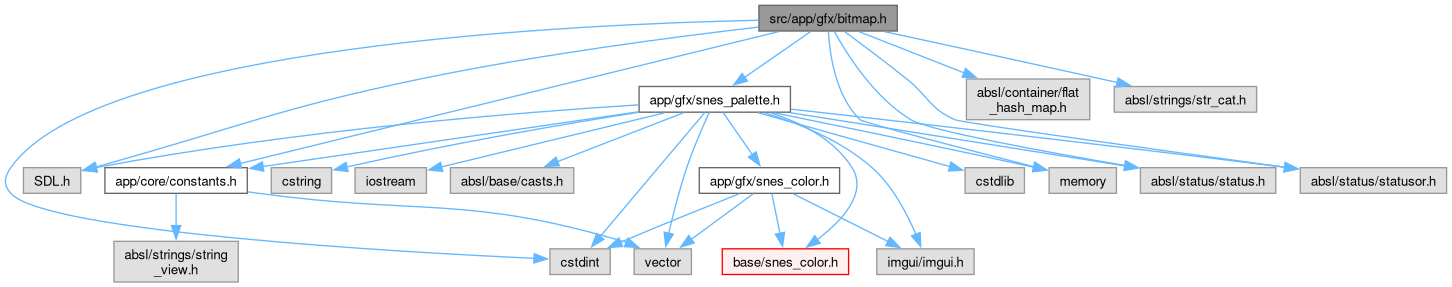 src/app/gfx/bitmap.h
app/gfx/snes_palette.h
absl/container/flat
_hash_map.h
absl/strings/str_cat.h
SDL.h
app/core/constants.h
cstring
iostream
absl/base/casts.h
app/gfx/snes_color.h
cstdlib
memory
absl/status/status.h
absl/status/statusor.h
absl/strings/string
_view.h
cstdint
vector
base/snes_color.h
imgui/imgui.h